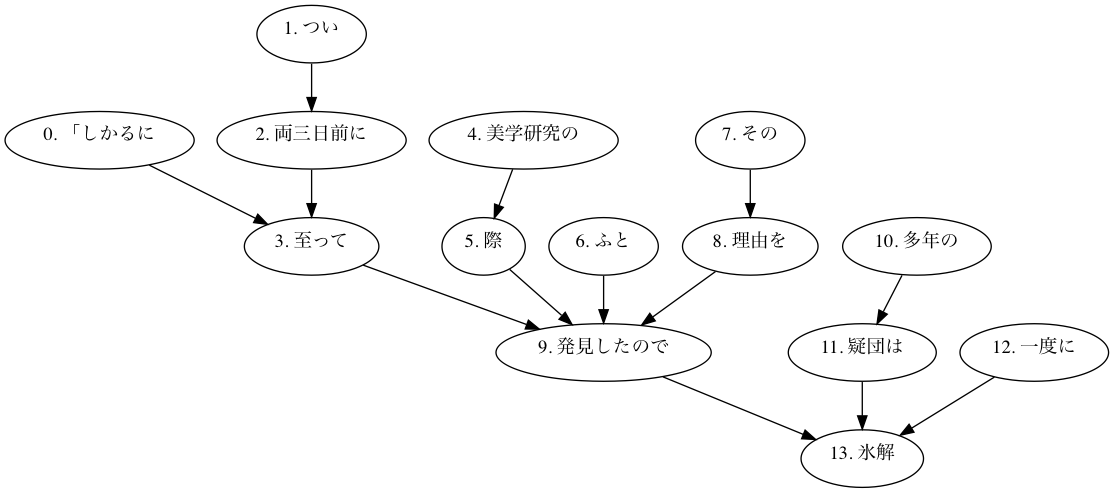 1. つい
0. 「しかるに
2. 両三日前に
4. 美学研究の
7. その
3. 至って
5. 際
6. ふと
8. 理由を
10. 多年の
9. 発見したので
11. 疑団は
12. 一度に
13. 氷解